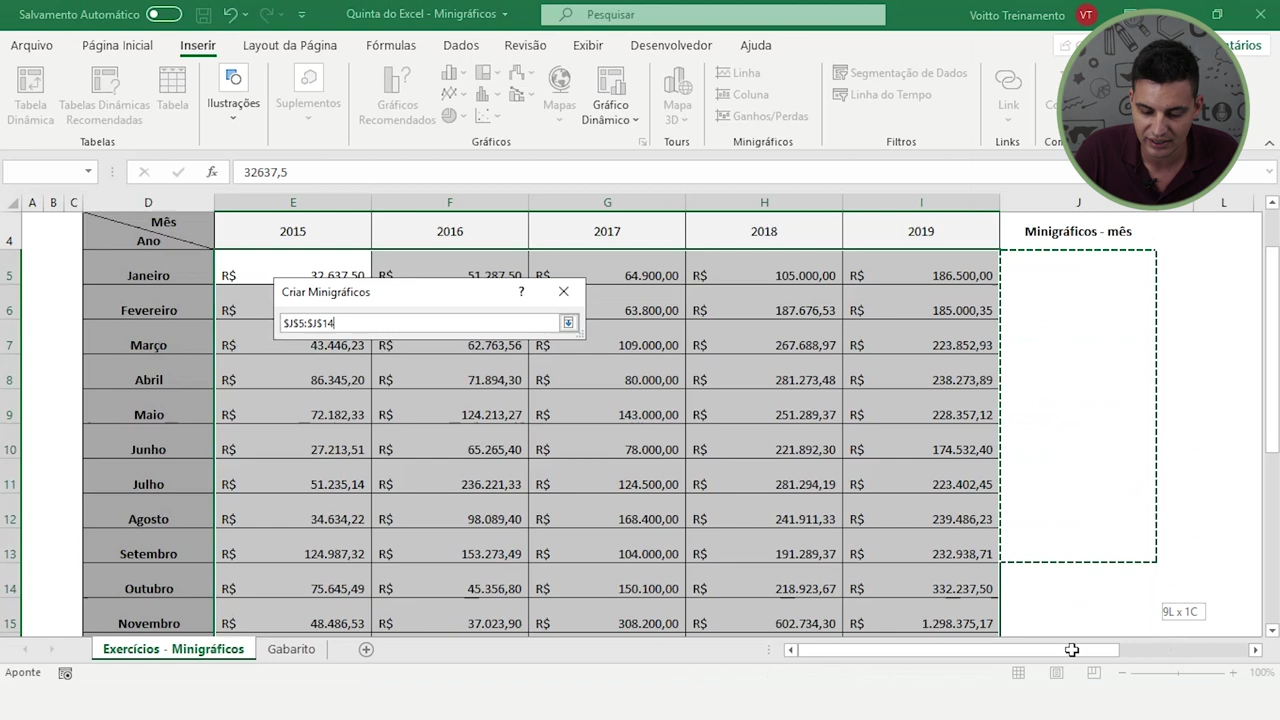 Salvamento Automático
Quinta do Excel - Minigráficos
Pesquisar
Voitto Treinamento
VT
Arquivo Página Inicial Inserir Layout da Página Fórmulas Dados Revisão Exibir Desenvolvedor Ajuda
Tabela Dinâmica
Tabelas Dinâmicas Recomendadas
Tabela
Ilustrações
Suplementos
Gráficos Recomendados
Mapas
Gráfico Dinâmico
Mapa 3D
Linha
Coluna
Ganhos/Perdas
Segmentação de Dados
Linha do Tempo
Link
Tabelas Gráficos Tours Minigráficos Filtros Links
fx 32637,5
A B C D E F G H I J L
4 Mês Ano 2015 2016 2017 2018 2019 Minigráficos - mês
5 Janeiro R$ 32.637,50 R$ 51.287,50 R$ 64.900,00 R$ 105.000,00 R$ 186.500,00
Criar Minigráficos ?
6 Fevereiro R$ 63.800,00 R$ 187.676,53 R$ 185.000,35
$J$5:$J$14
7 Março R$ 43.446,23 R$ 62.763,56 R$ 109.000,00 R$ 267.688,97 R$ 223.852,93
8 Abril R$ 86.345,20 R$ 71.894,30 R$ 80.000,00 R$ 281.273,48 R$ 238.273,89
9 Maio R$ 72.182,33 R$ 124.213,27 R$ 143.000,00 R$ 251.289,37 R$ 228.357,12
10 Junho R$ 27.213,51 R$ 65.265,40 R$ 78.000,00 R$ 221.892,30 R$ 174.532,40
11 Julho R$ 51.235,14 R$ 236.221,33 R$ 124.500,00 R$ 281.294,19 R$ 223.402,45
12 Agosto R$ 34.634,22 R$ 98.089,40 R$ 168.400,00 R$ 241.911,33 R$ 239.486,23
13 Setembro R$ 124.987,32 R$ 153.273,49 R$ 104.000,00 R$ 191.289,37 R$ 232.938,71
14 Outubro R$ 75.645,49 R$ 45.356,80 R$ 150.100,00 R$ 218.923,67 R$ 332.237,50
9L x 1C
15 Novembro R$ 48.486,53 R$ 37.023,90 R$ 308.200,00 R$ 602.734,30 R$ 1.298.375,17
Exercícios - Minigráficos Gabarito
Aponte
100%